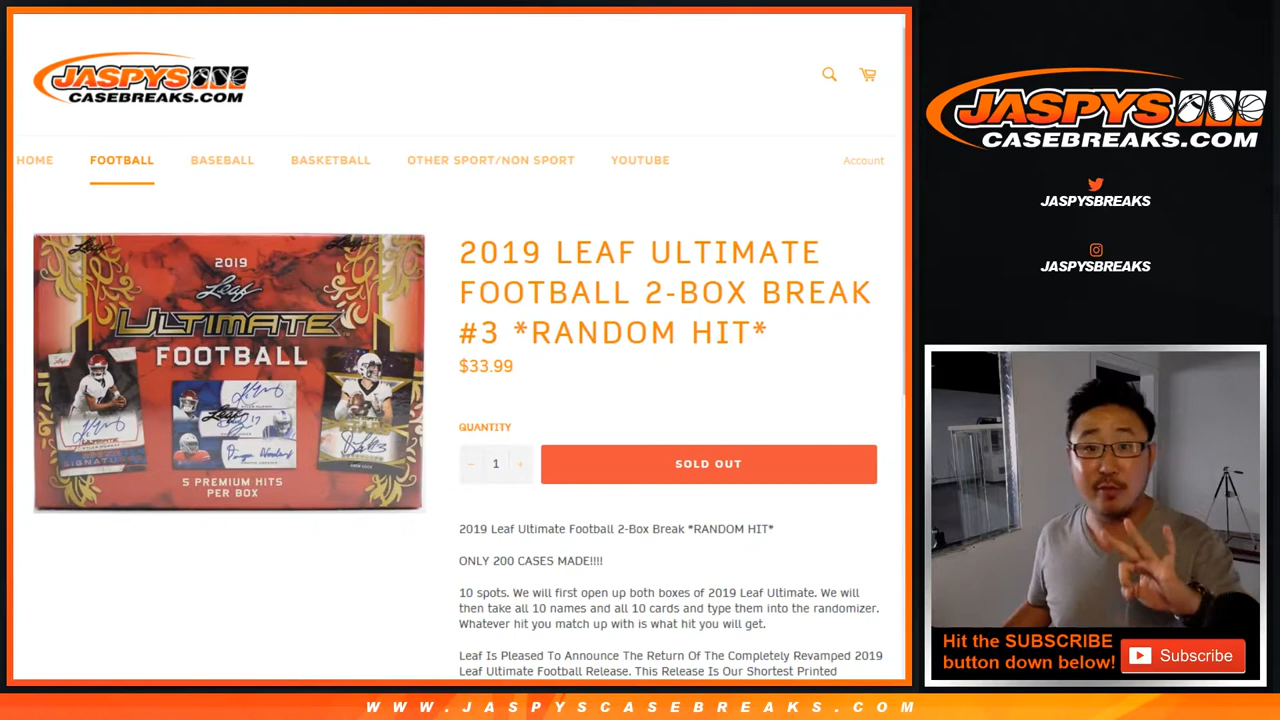 JASPYS
CASEBREAKS.COM
HOME
FOOTBALL
BASEBALL
BASKETBALL
OTHER SPORT/NON SPORT
YOUTUBE
Account
Leaf
Leaf
2019
Leaf
ULTIMATE
FOOTBALL
Leaf
5 PREMIUM HITS
PER BOX
2019 LEAF ULTIMATE
FOOTBALL 2-BOX BREAK
#3 *RANDOM HIT*
$33.99
QUANTITY
− 1 +
SOLD OUT
2019 Leaf Ultimate Football 2-Box Break *RANDOM HIT*
ONLY 200 CASES MADE!!!!
10 spots. We will first open up both boxes of 2019 Leaf Ultimate. We will
then take all 10 names and all 10 cards and type them into the randomizer.
Whatever hit you match up with is what hit you will get.
Leaf Is Pleased To Announce The Return Of The Completely Revamped 2019
Leaf Ultimate Football Release. This Release Is Our Shortest Printed
JASPYS
CASEBREAKS.COM
JASPYSBREAKS
JASPYSBREAKS
Hit the SUBSCRIBE
button down below!
Subscribe
WWW.JASPYSCASEBREAKS.COM